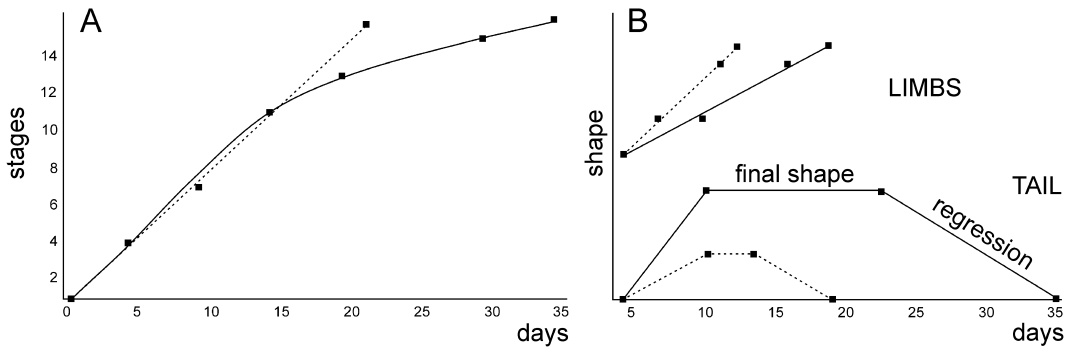 A
stages
14
12
10
8
6
4
2
0 5 10 15 20 25 30 35
days
B
shape
LIMBS
final shape
TAIL
regression
5 10 15 20 25 30 35
days